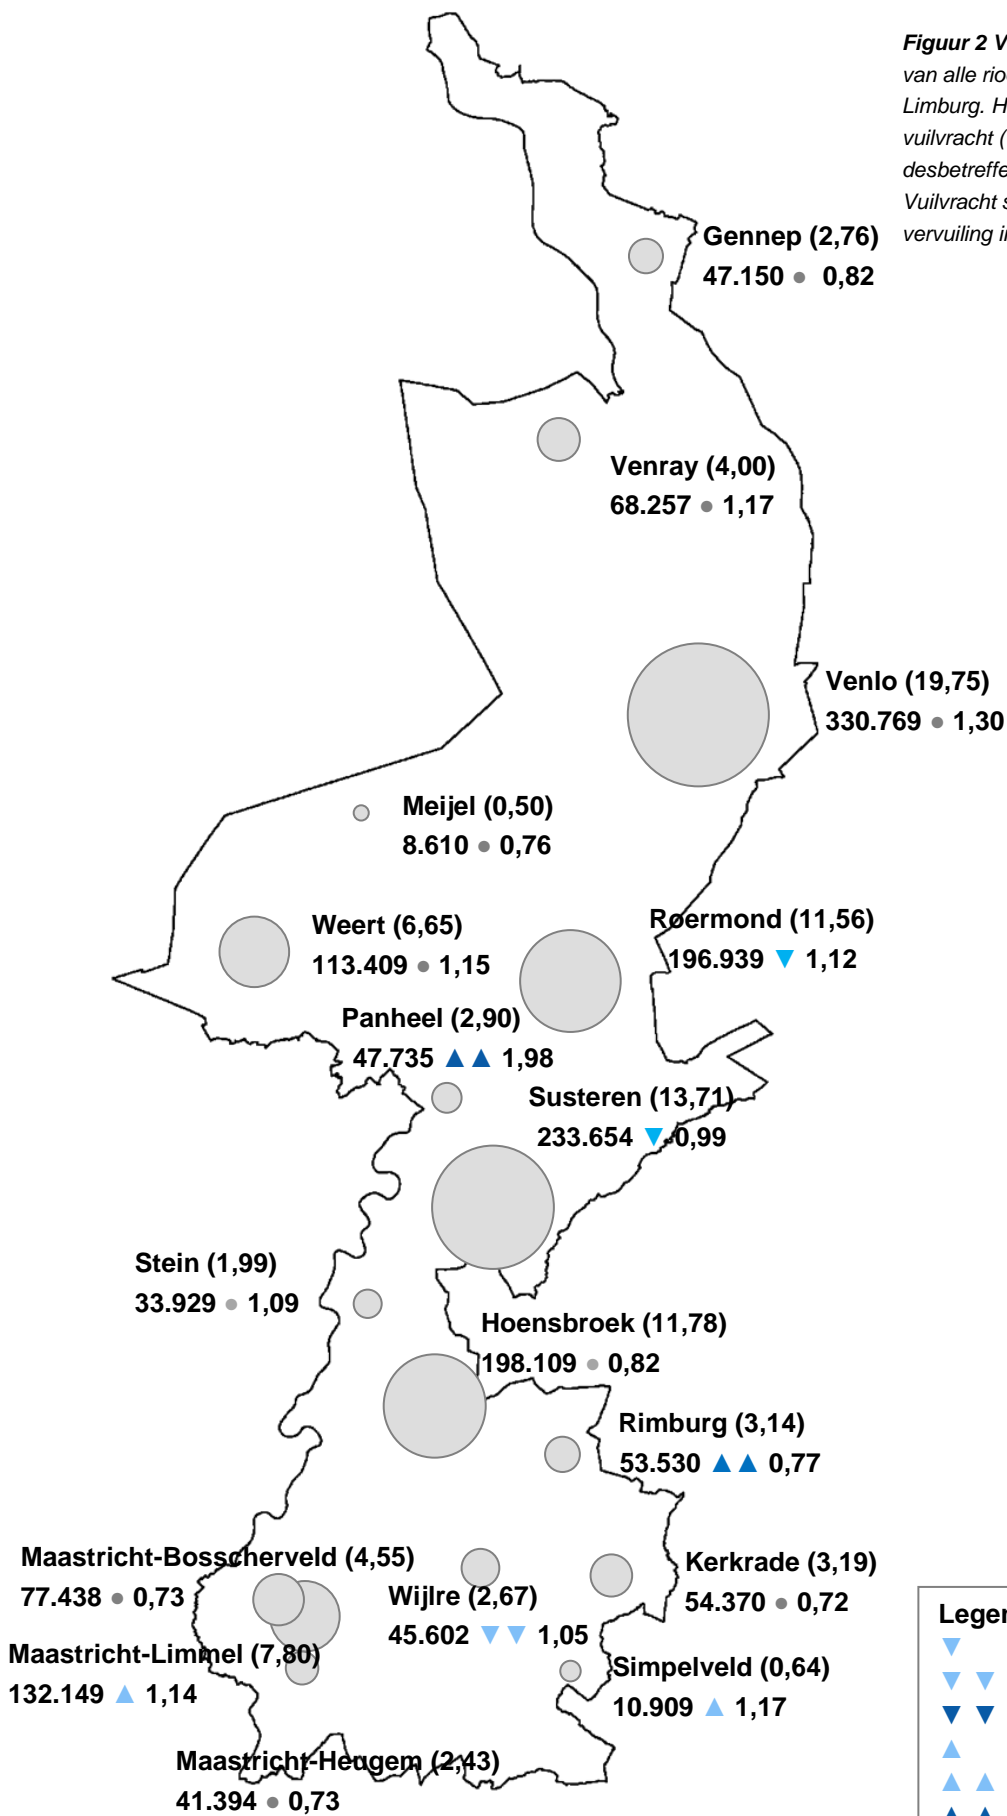 Figuur 2 V
van alle rio
Limburg. H
vuilvracht (
desbetreffe
Vuilvracht s
vervuiling i
Gennep (2,76)
47.150 ● 0,82
Venray (4,00)
68.257 ● 1,17
Venlo (19,75)
330.769 ● 1,30
Meijel (0,50)
8.610 ● 0,76
Weert (6,65)
113.409 ● 1,15
Roermond (11,56)
196.939 ▼ 1,12
Panheel (2,90)
47.735 ▲ ▲ 1,98
Susteren (13,71)
233.654 ▼ 0,99
Stein (1,99)
33.929 ● 1,09
Hoensbroek (11,78)
198.109 ● 0,82
Rimburg (3,14)
53.530 ▲ ▲ 0,77
Maastricht-Bosscherveld (4,55)
77.438 ● 0,73
Wijlre (2,67)
45.602 ▼ ▼ 1,05
Kerkrade (3,19)
54.370 ● 0,72
Maastricht-Limmel (7,80)
132.149 ▲ 1,14
Simpelveld (0,64)
10.909 ▲ 1,17
Maastricht-Heugem (2,43)
41.394 ● 0,73
Leger
▼
▼ ▼
▼ ▼
▲
▲ ▲
▲ ▲